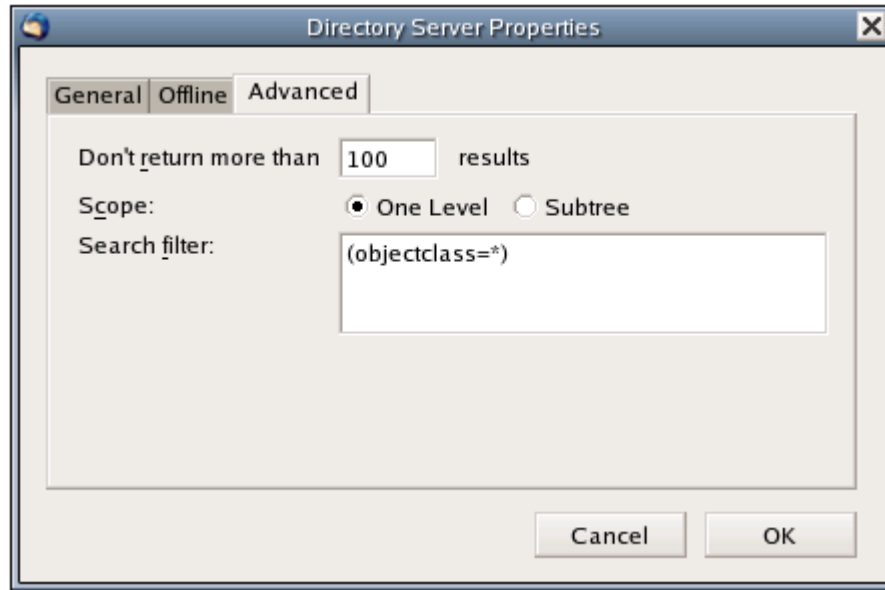 Directory Server Properties
General Offline Advanced
Don't return more than 100 results
Scope: One Level Subtree
Search filter: (objectclass=*)
Cancel OK